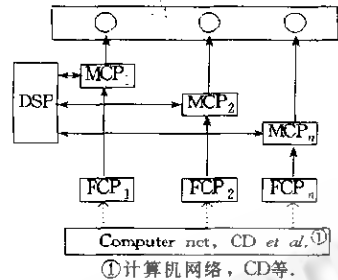 MCP1
DSP
MCP2
MCPn
FCP1 FCP2 FCPn
Computer nct, CD et al.①
①计算机网络，CD等。